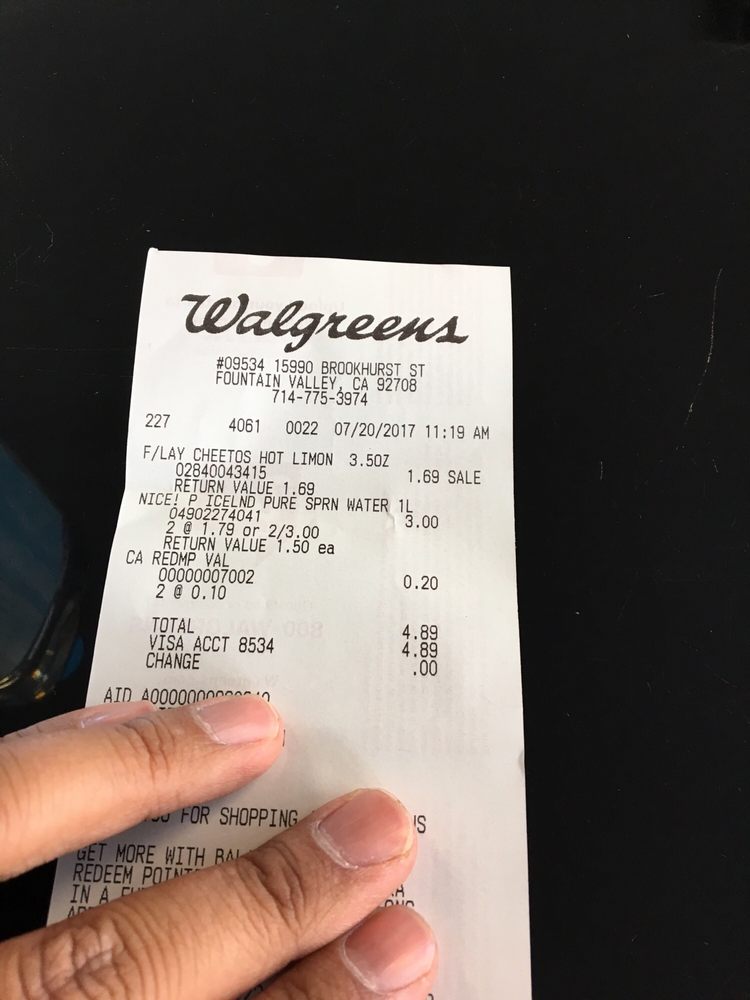 Walgreens
#09534 15990 BROOKHURST ST
FOUNTAIN VALLEY, CA 92708
714-775-3974
227 4061 0022 07/20/2017 11:19 AM
F/LAY CHEETOS HOT LIMON 3.5OZ
02840043415 1.69 SALE
RETURN VALUE 1.69
NICE! P ICELND PURE SPRN WATER 1L
04902274041 3.00
2 @ 1.79 or 2/3.00
RETURN VALUE 1.50 ea
CA REDMP VAL
00000007002 0.20
2 @ 0.10
TOTAL 4.89
VISA ACCT 8534 4.89
CHANGE .00
AID
FOR SHOPPING
GET MORE WITH
REDEEM
IN A